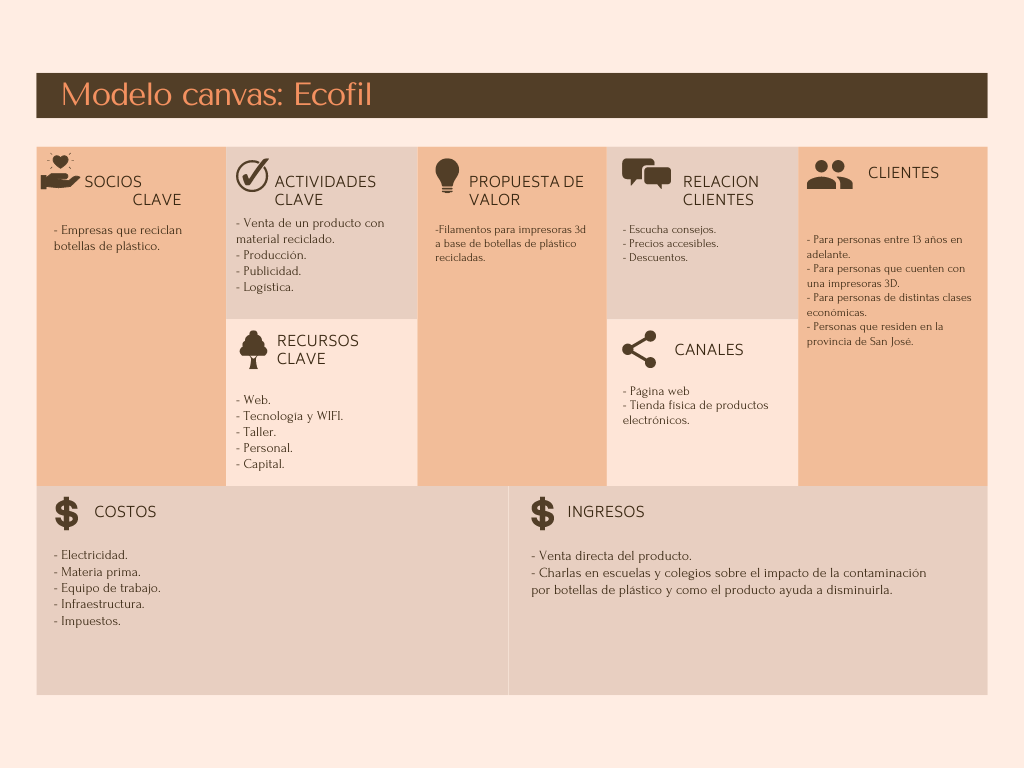 Modelo canvas: Ecofil
SOCIOS
CLAVE
- Empresas que reciclan
botellas de plástico.
ACTIVIDADES
CLAVE
- Venta de un producto con
material reciclado.
- Producción.
- Publicidad.
- Logística.
RECURSOS
CLAVE
- Web.
- Tecnología y WIFI.
- Taller.
- Personal.
- Capital.
PROPUESTA DE
VALOR
-Filamentos para impresoras 3d
a base de botellas de plástico
recicladas.
RELACION
CLIENTES
- Escucha consejos.
- Precios accesibles.
- Descuentos.
CANALES
- Página web
- Tienda física de productos
electrónicos.
CLIENTES
- Para personas entre 13 años en
adelante.
- Para personas que cuenten con
una impresoras 3D.
- Para personas de distintas clases
económicas.
- Personas que residen en la
provincia de San José.
COSTOS
- Electricidad.
- Materia prima.
- Equipo de trabajo.
- Infraestructura.
- Impuestos.
INGRESOS
- Venta directa del producto.
- Charlas en escuelas y colegios sobre el impacto de la contaminación
por botellas de plástico y como el producto ayuda a disminuirla.